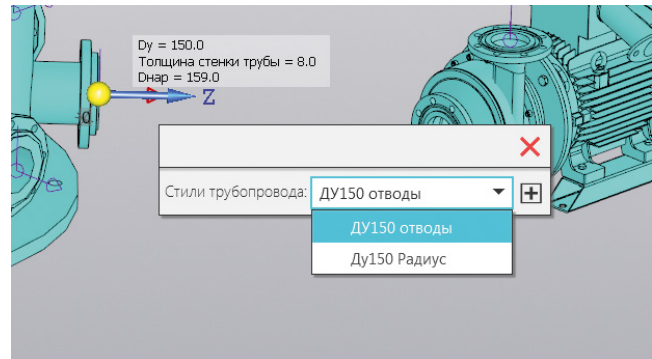 Dy = 150.0
Толщина стенки трубы = 8.0
Dнар = 159.0
Z
Стили трубопровода: ДУ150 отводы
ДУ150 отводы
Ду150 Радиус